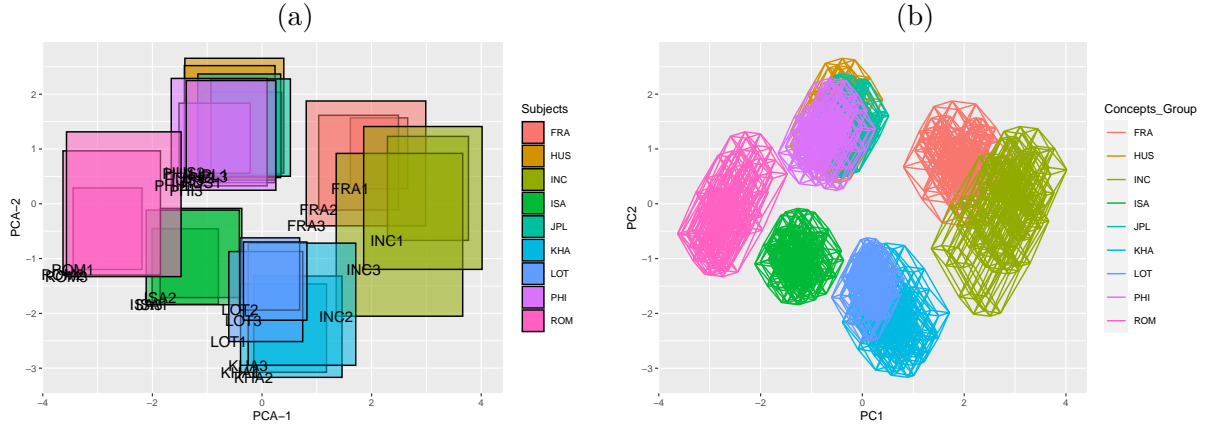 (a)
(b)
PCA-2
2
1
0
-1
-2
-3
-4
-2
0
2
4
PCA-1
FRA1
FRA2
FRA3
INC1
INC3
INC2
ROM1
ROM3
ISA2
ISA1
LOT2
LOT3
LOT1
KHA3
KHA2
PHI3
Subjects
FRA
HUS
INC
ISA
JPL
KHA
LOT
PHI
ROM
PC2
2
1
0
-1
-2
-3
-4
-2
0
2
4
PC1
Concepts_Group
FRA
HUS
INC
ISA
JPL
KHA
LOT
PHI
ROM